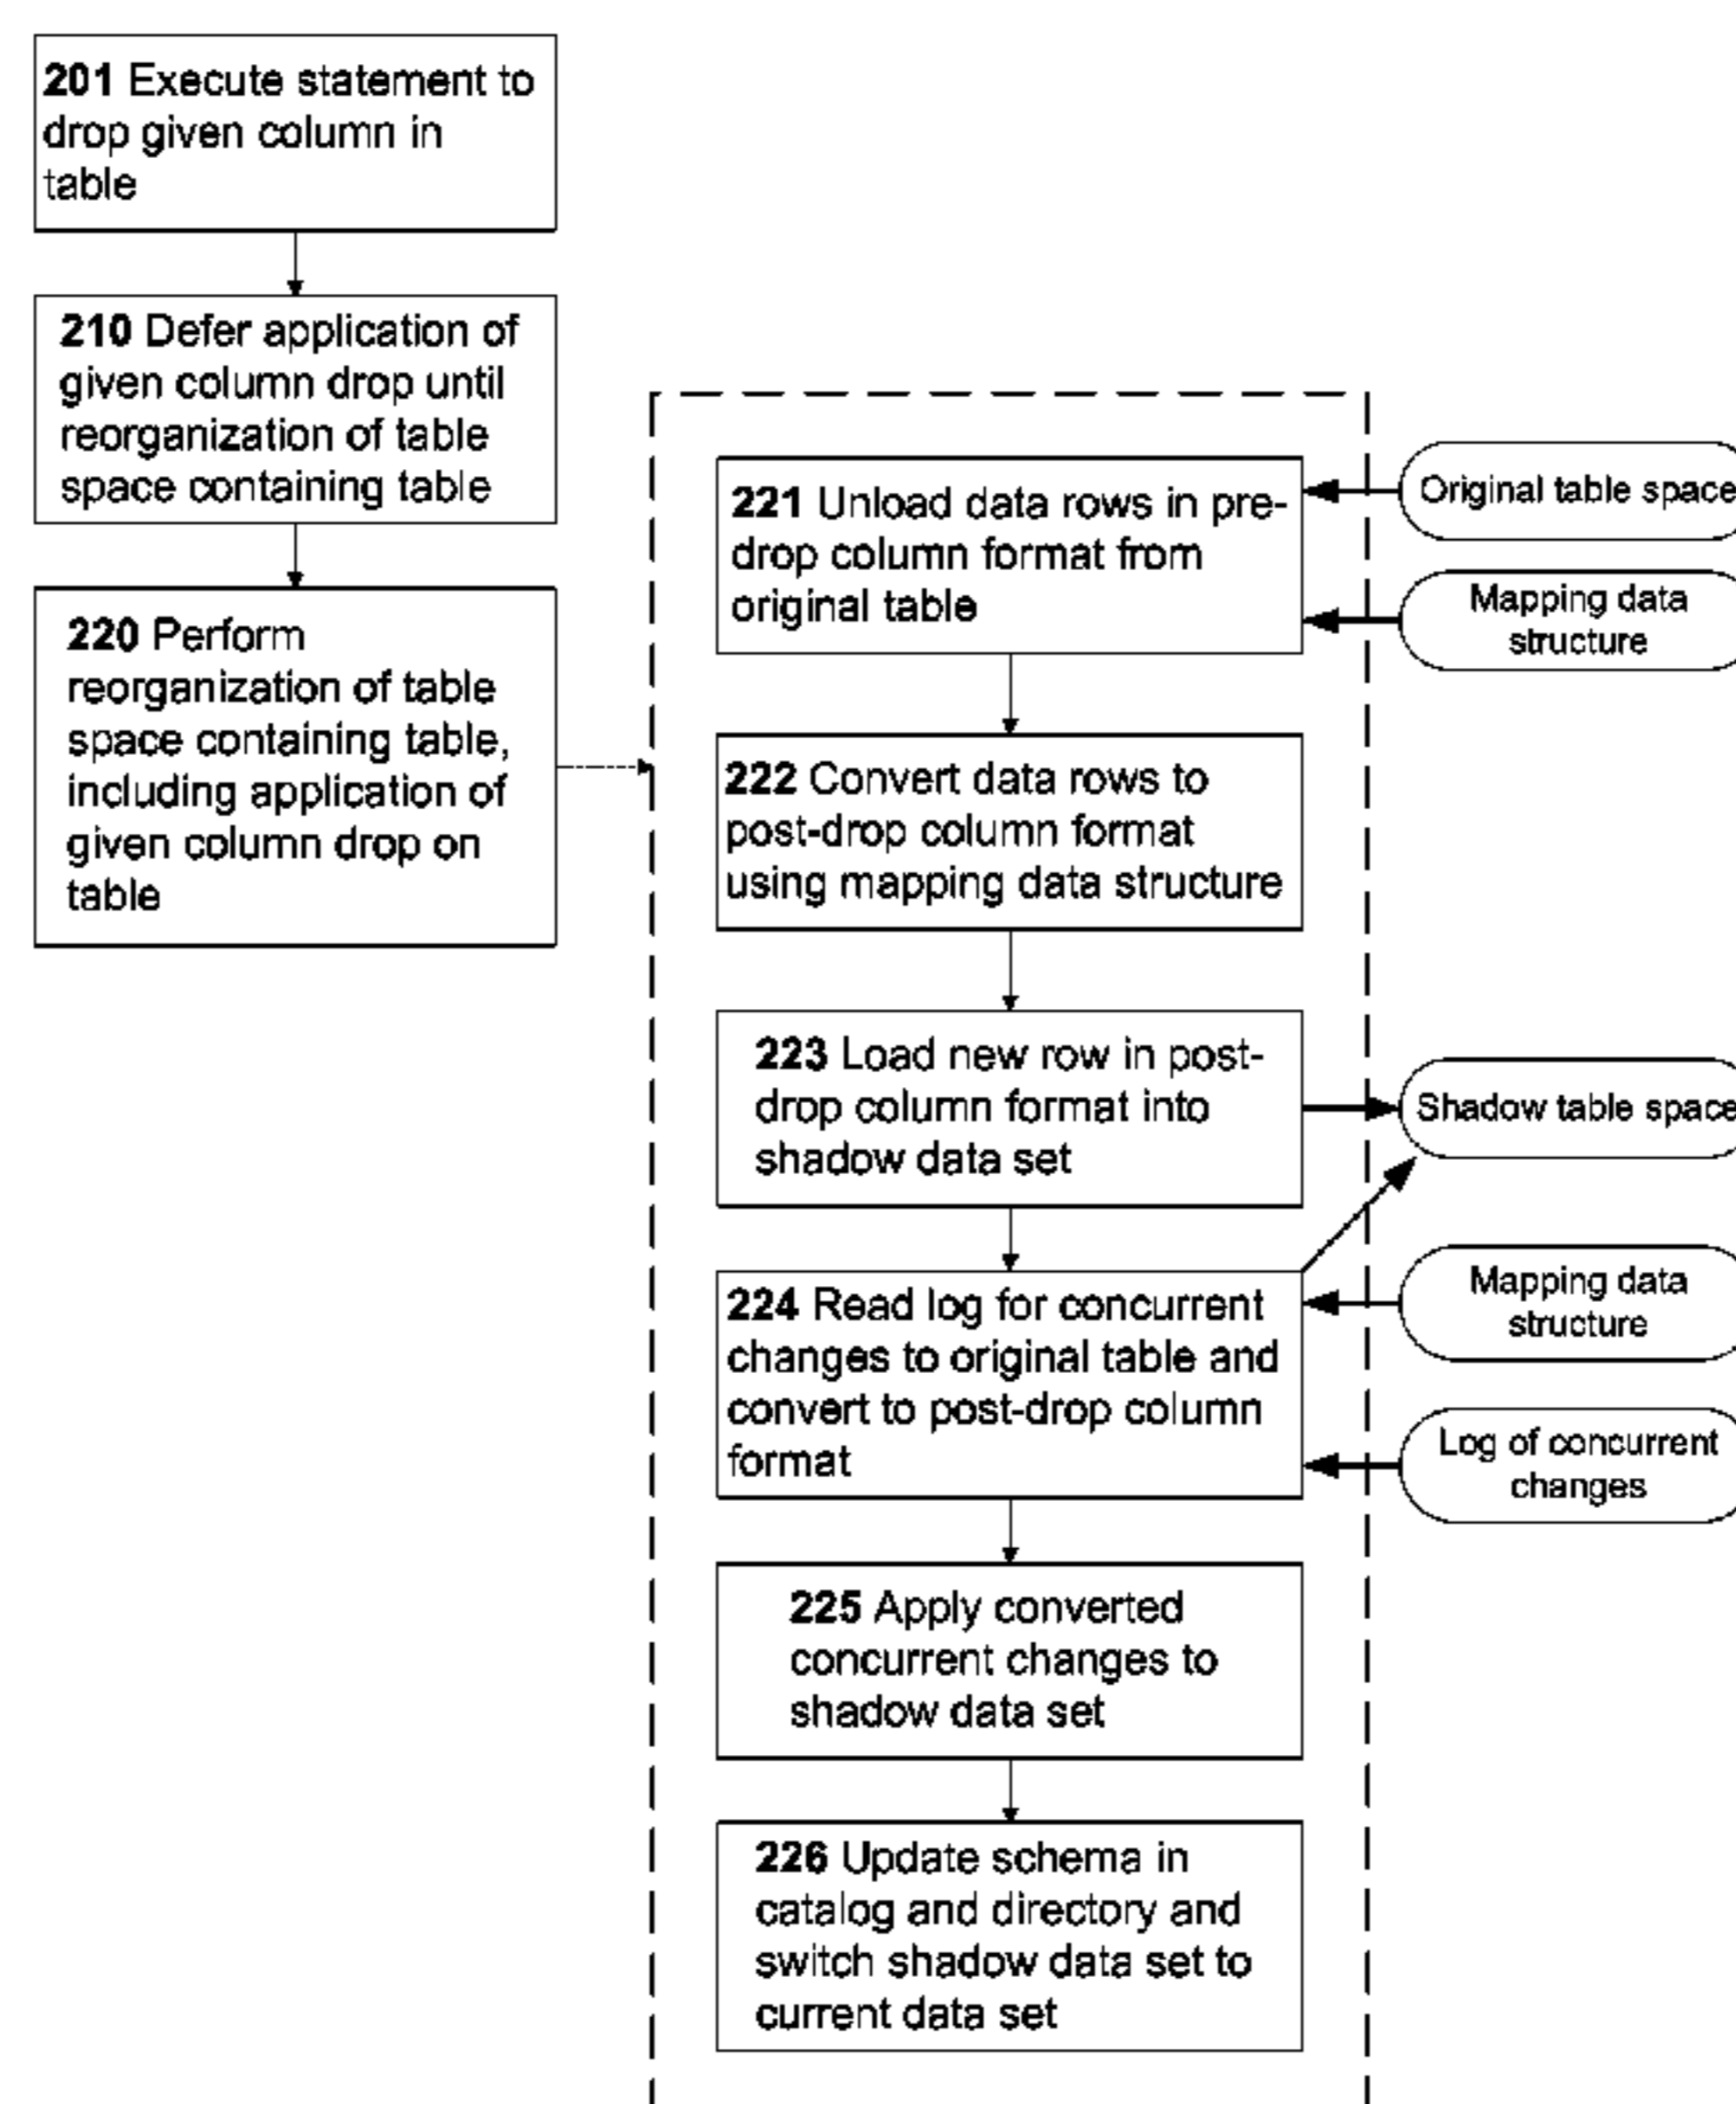 201 Execute statement to
drop given column in
table
210 Defer application of
given column drop until
reorganization of table
space containing table
220 Perform
reorganization of table
space containing table,
including application of
given column drop on
table
221 Unload data rows in pre-
drop column format from
original table
Original table space
Mapping data
structure
222 Convert data rows to
post-drop column format
using mapping data structure
223 Load new row in post-
drop column format into
shadow data set
Shadow table space
224 Read log for concurrent
changes to original table and
convert to post-drop column
format
Mapping data
structure
Log of concurrent
changes
225 Apply converted
concurrent changes to
shadow data set
226 Update schema in
catalog and directory and
switch shadow data set to
current data set